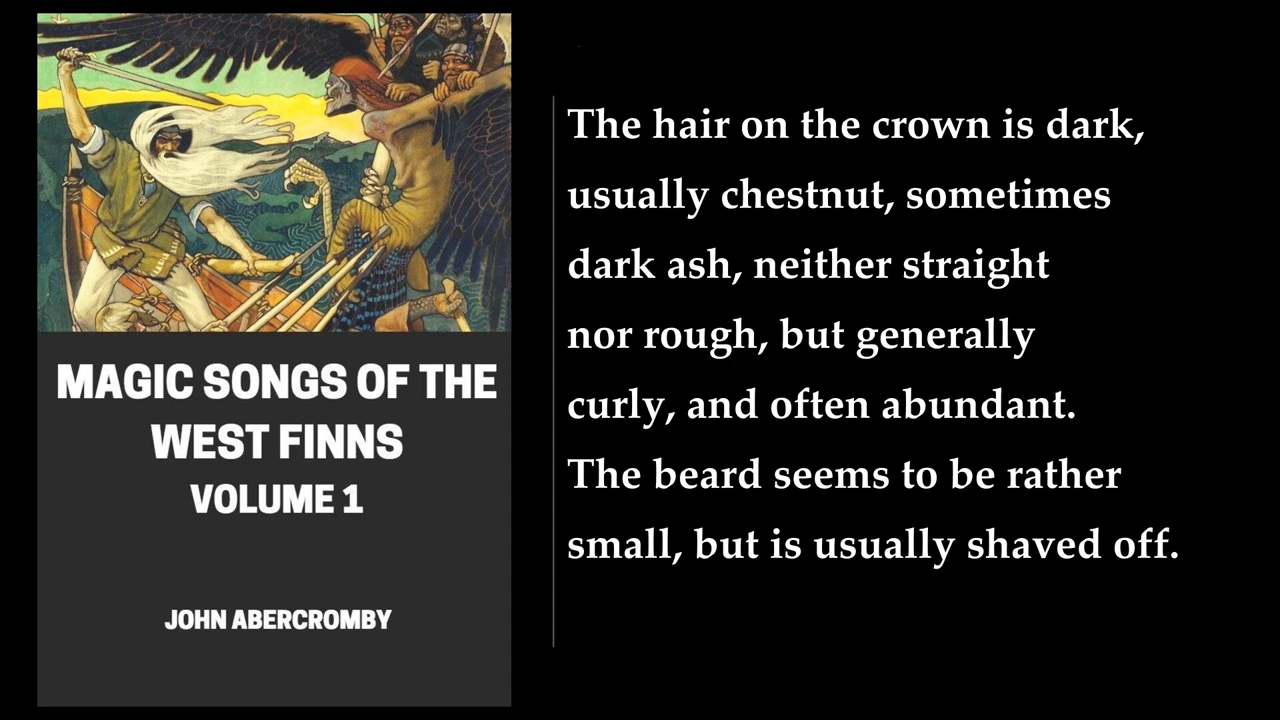 MAGIC SONGS OF THE
WEST FINNS
VOLUME 1
JOHN ABERCROMBY
The hair on the crown is dark,
usually chestnut, sometimes
dark ash, neither straight
nor rough, but generally
curly, and often abundant.
The beard seems to be rather
small, but is usually shaved off.